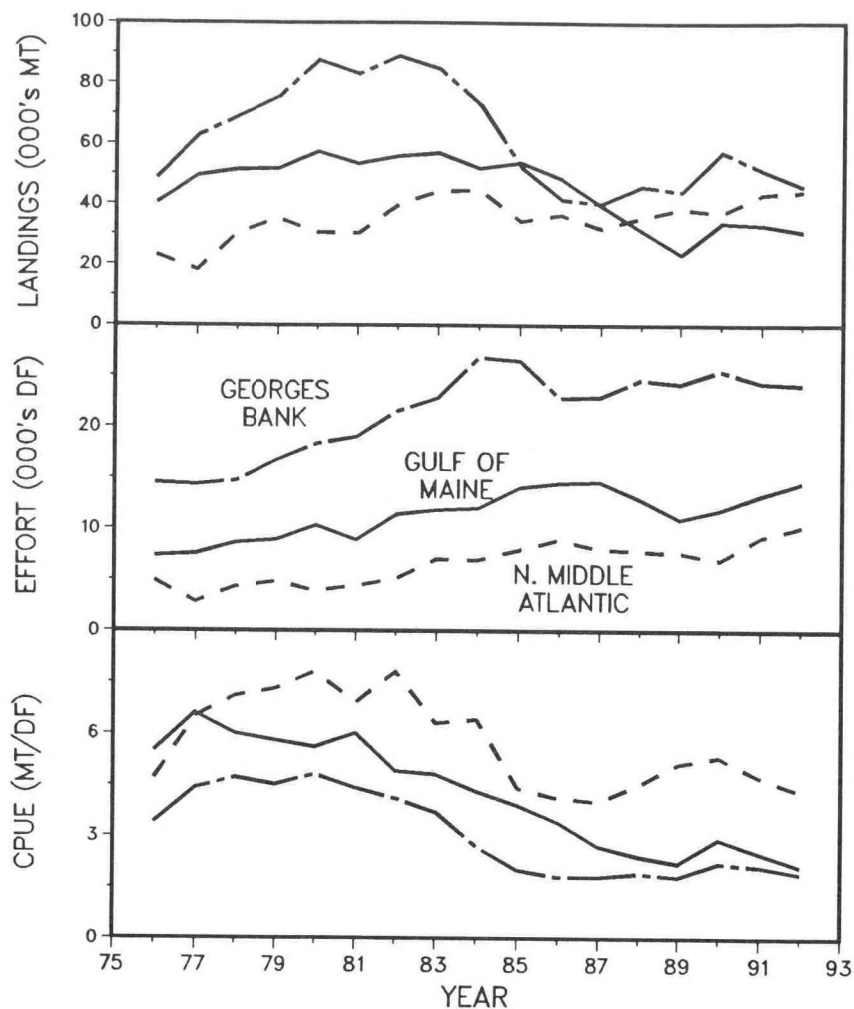 LANDINGS (000's MT)
100
80
60
40
20
0
EFFORT (000's DF)
20
10
0
GEORGES
BANK
GULF OF
MAINE
N. MIDDLE
ATLANTIC
CPUE (MT/DF)
6
3
0
75 77 79 81 83 85 87 89 91 93
YEAR